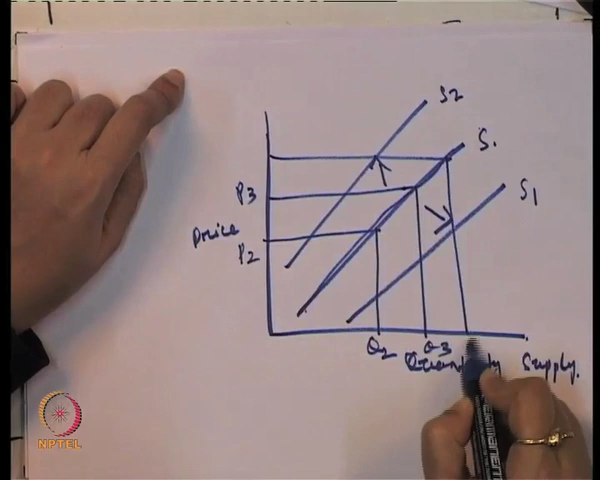 S2
S.
S1
P3
Price
P2
Q2
Q3
Quantity Supply.
NPTEL